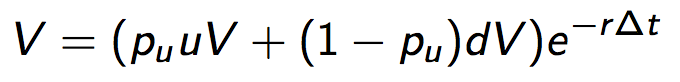 V = (p_u uV + (1 − p_u)dV)e^{−rΔt}